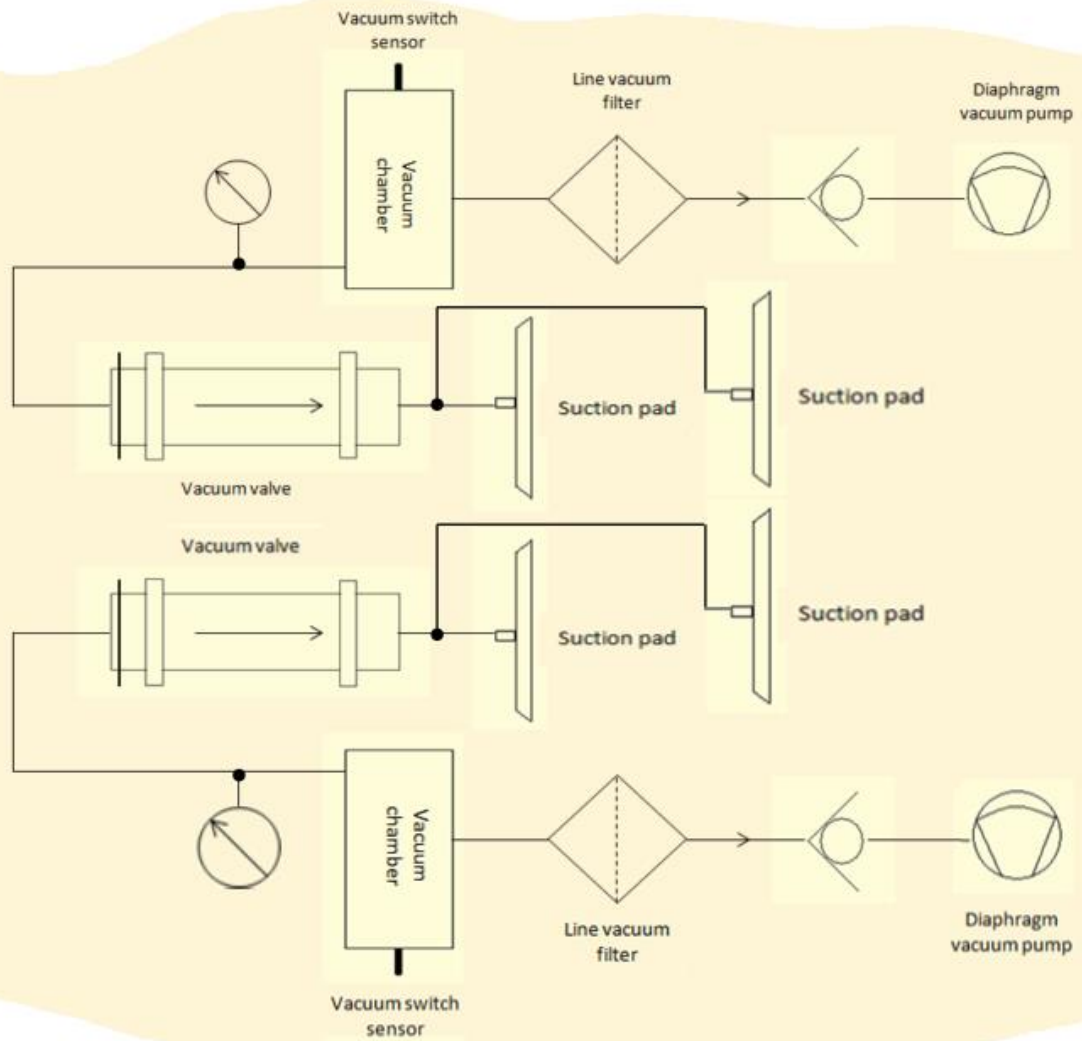 Vacuum switch
sensor
Line vacuum
filter
Diaphragm
vacuum pump
Vacuum
chamber
Suction pad
Suction pad
Vacuum valve
Vacuum valve
Suction pad
Suction pad
Vacuum
chamber
Line vacuum
filter
Diaphragm
vacuum pump
Vacuum switch
sensor